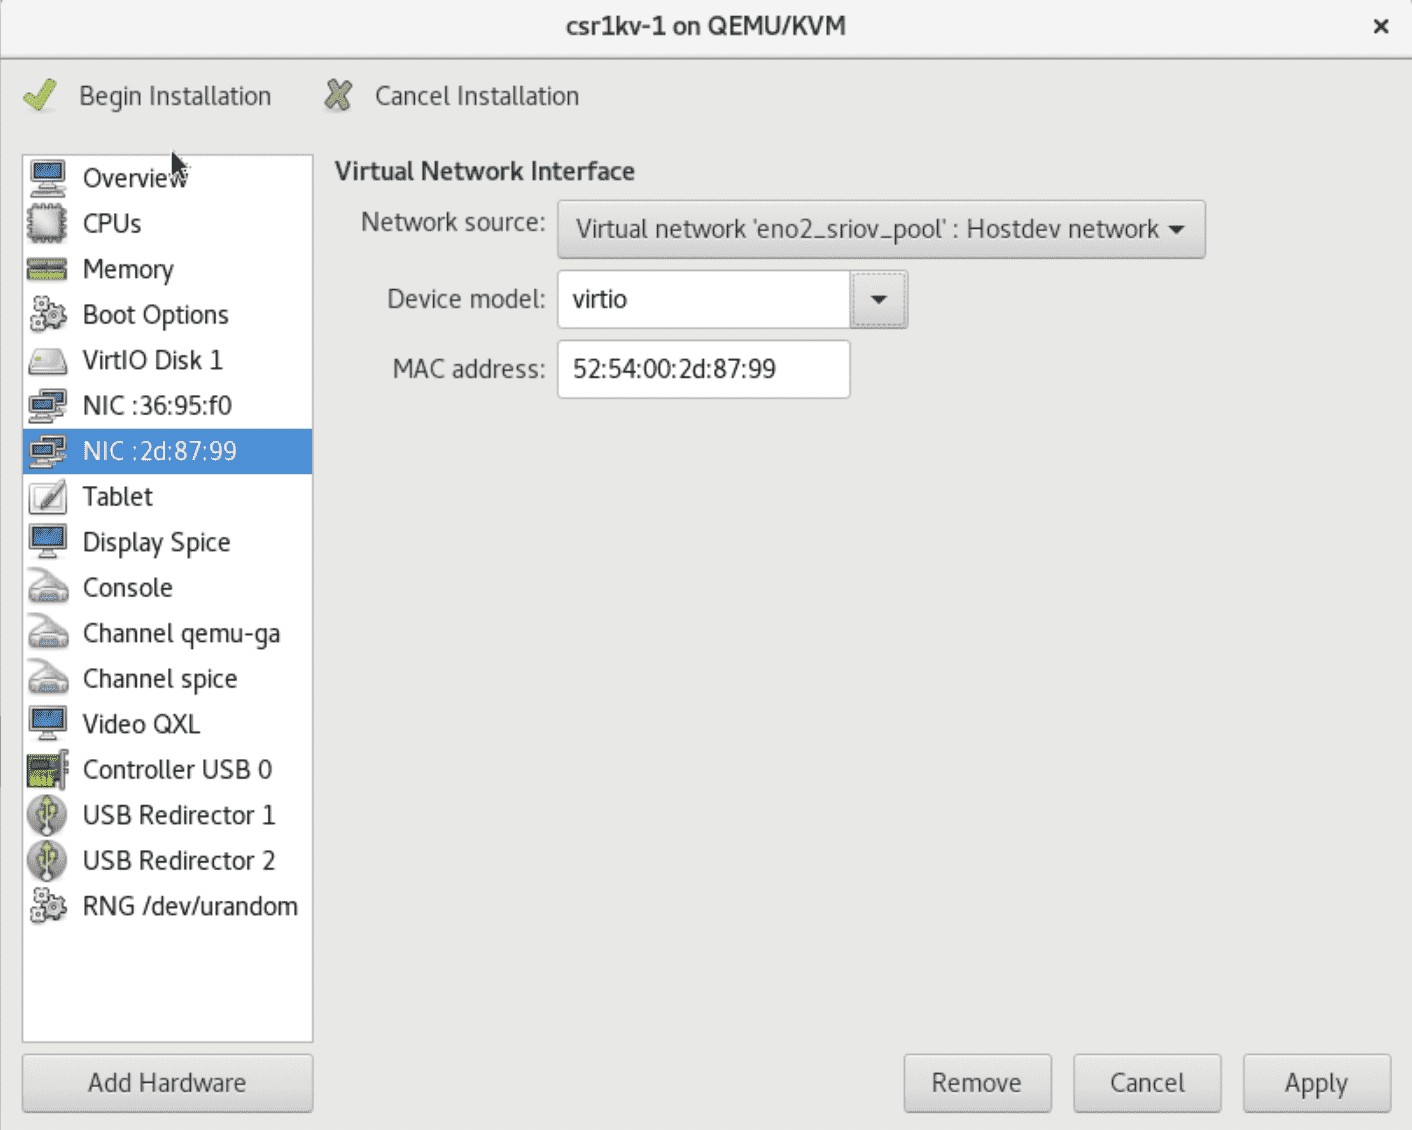 csr1kv-1 on QEMU/KVM
Begin Installation
Cancel Installation
Overview
CPUs
Memory
Boot Options
VirtIO Disk 1
NIC :36:95:f0
NIC :2d:87:99
Tablet
Display Spice
Console
Channel qemu-ga
Channel spice
Video QXL
Controller USB 0
USB Redirector 1
USB Redirector 2
RNG /dev/urandom
Add Hardware
Virtual Network Interface
Network source: Virtual network 'eno2_sriov_pool' : Hostdev network
Device model: virtio
MAC address: 52:54:00:2d:87:99
Remove
Cancel
Apply